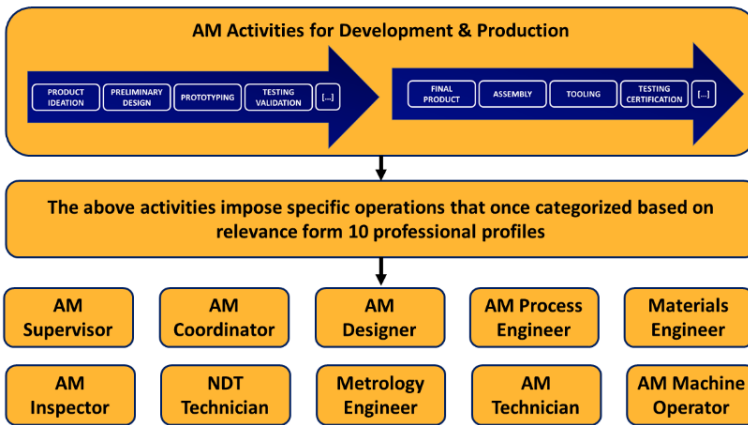 AM Activities for Development & Production
PRODUCT
IDEATION
PRELIMINARY
DESIGN
PROTOTYPING
TESTING
VALIDATION
[...]
FINAL
PRODUCT
ASSEMBLY
TOOLING
TESTING
CERTIFICATION
[...]
The above activities impose specific operations that once categorized based on
relevance form 10 professional profiles
AM
Supervisor
AM
Coordinator
AM
Designer
AM Process
Engineer
Materials
Engineer
AM
Inspector
NDT
Technician
Metrology
Engineer
AM
Technician
AM Machine
Operator